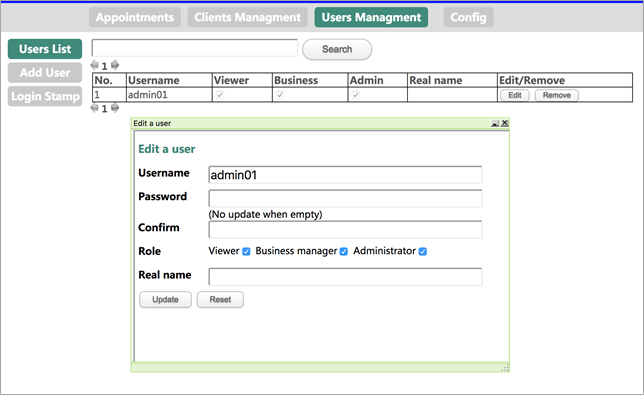 Appointments Clients Managment Users Managment Config
Users List Search
1
Add User
Login Stamp
No. Username Viewer Business Admin Real name Edit/Remove
1 admin01 Edit Remove
1
Edit a user
Edit a user
Username admin01
Password
(No update when empty)
Confirm
Role Viewer Business manager Administrator
Real name
Update Reset